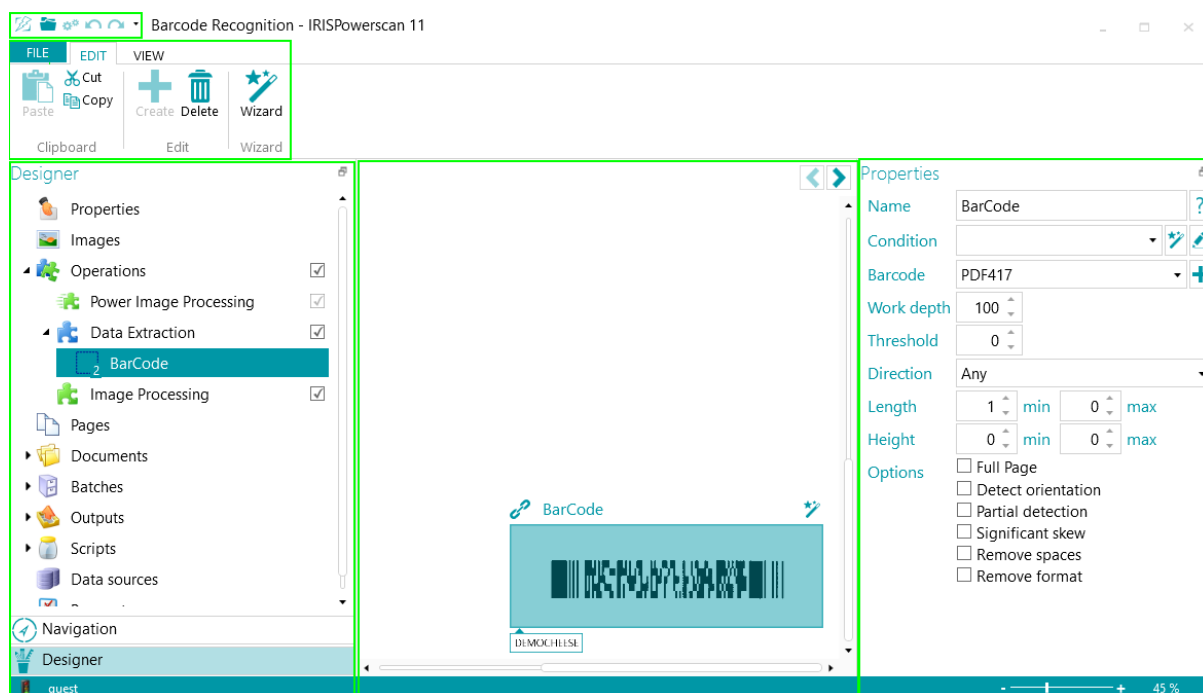 Barcode Recognition - IRISPowerscan 11
FILE EDIT VIEW
Paste Cut Copy Create Delete Wizard
Clipboard Edit Wizard
Designer
Properties
Images
Operations
Power Image Processing
Data Extraction
2 BarCode
Image Processing
Pages
Documents
Batches
Outputs
Scripts
Data sources
Navigation
Designer
guest
BarCode
DEMOCHEESE
Properties
Name BarCode ?
Condition
Barcode PDF417
Work depth 100
Threshold 0
Direction Any
Length 1 min 0 max
Height 0 min 0 max
Options Full Page
Detect orientation
Partial detection
Significant skew
Remove spaces
Remove format
- + 45 %